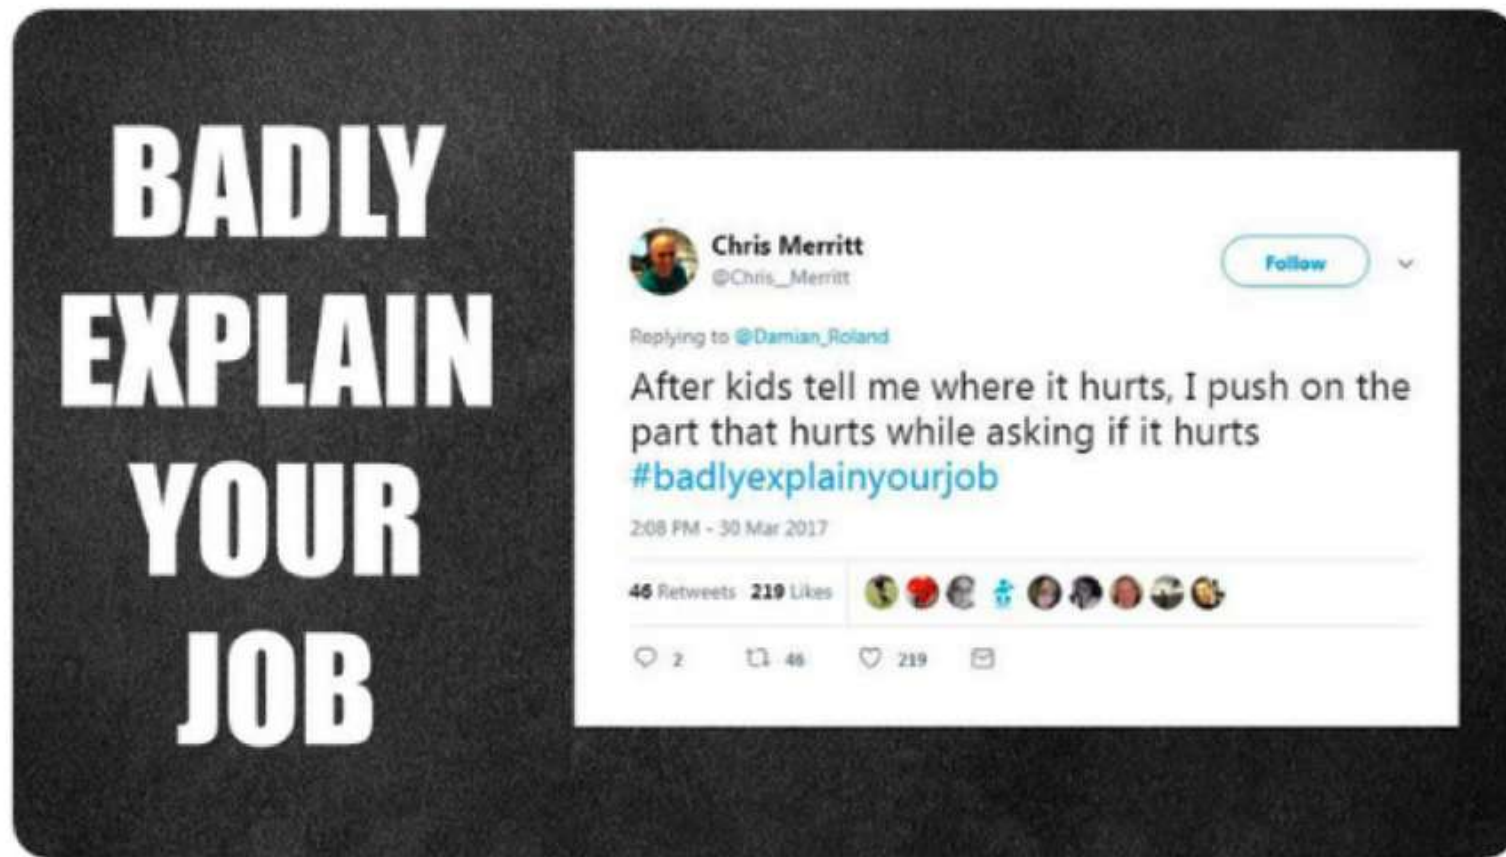 BADLY
EXPLAIN
YOUR
JOB
Chris Merritt
@Chris__Merritt
Follow
Replying to @Damian_Roland
After kids tell me where it hurts, I push on the
part that hurts while asking if it hurts
#badlyexplainyourjob
2:08 PM - 30 Mar 2017
46 Retweets 219 Likes
2 46 219